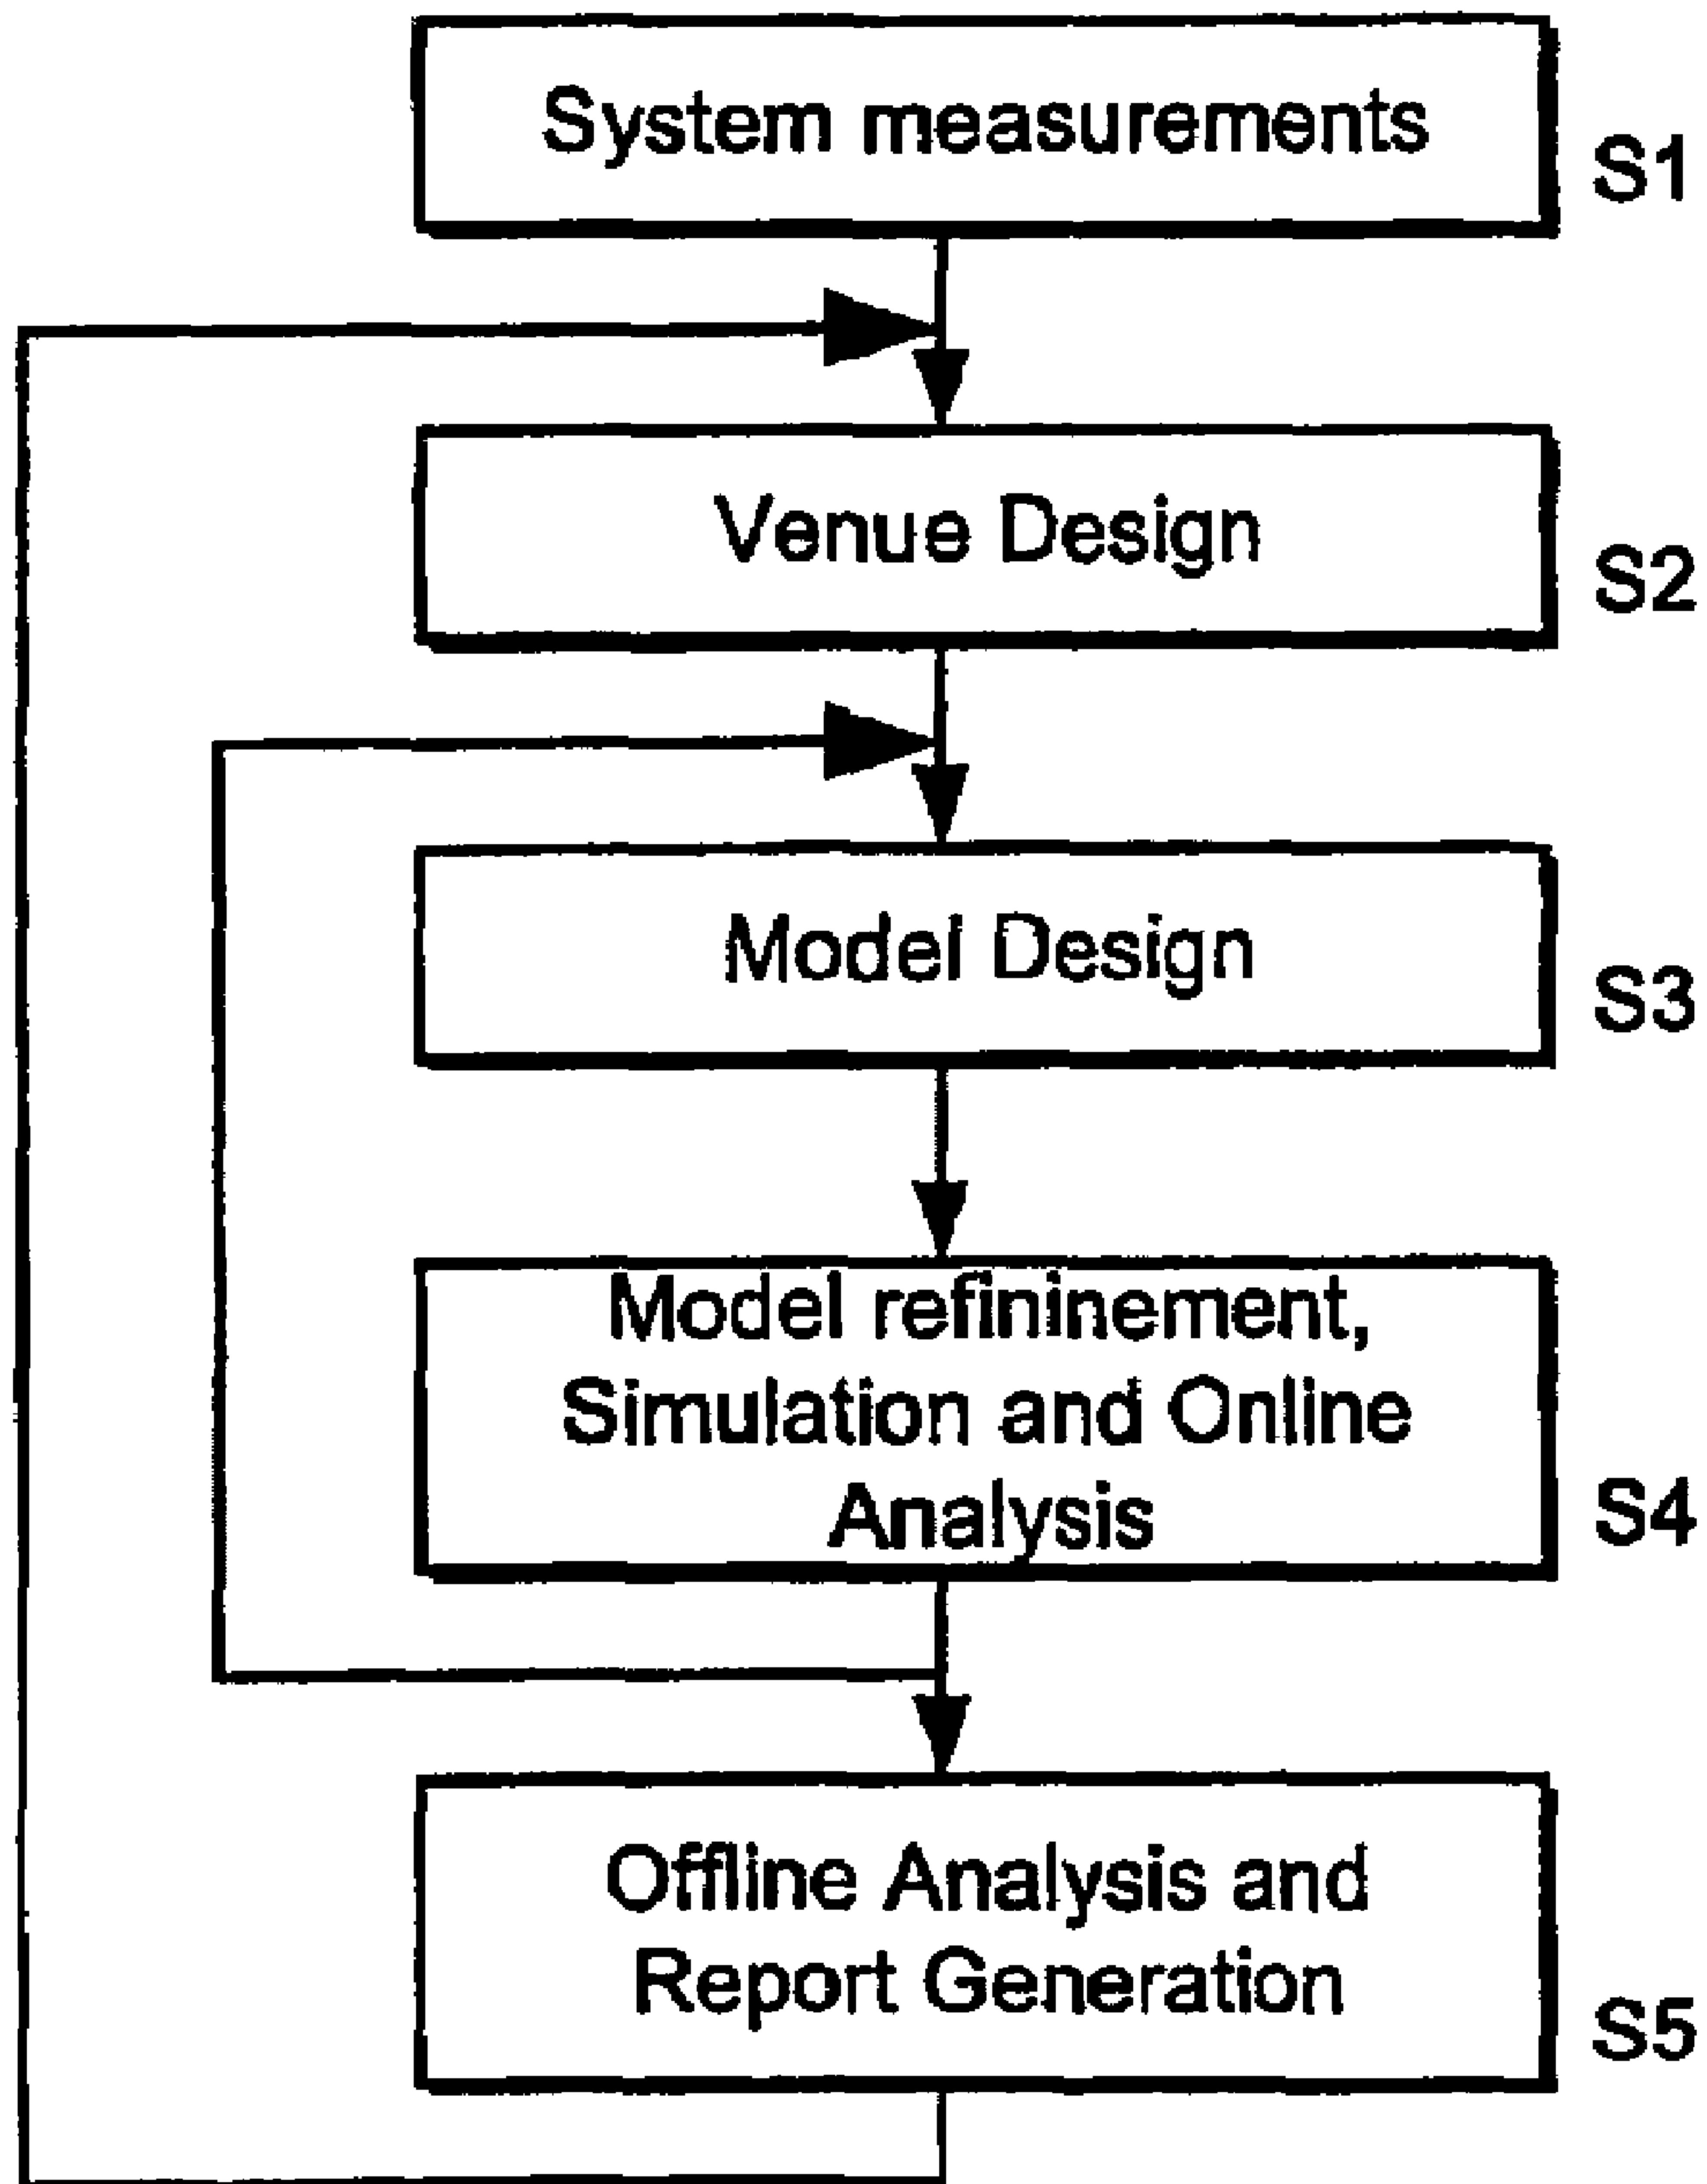 System measurements
S1
Venue Design
S2
Model Design
S3
Model refininement,
Simulation and Online
Analysis
S4
Offline Analysis and
Report Generation
S5